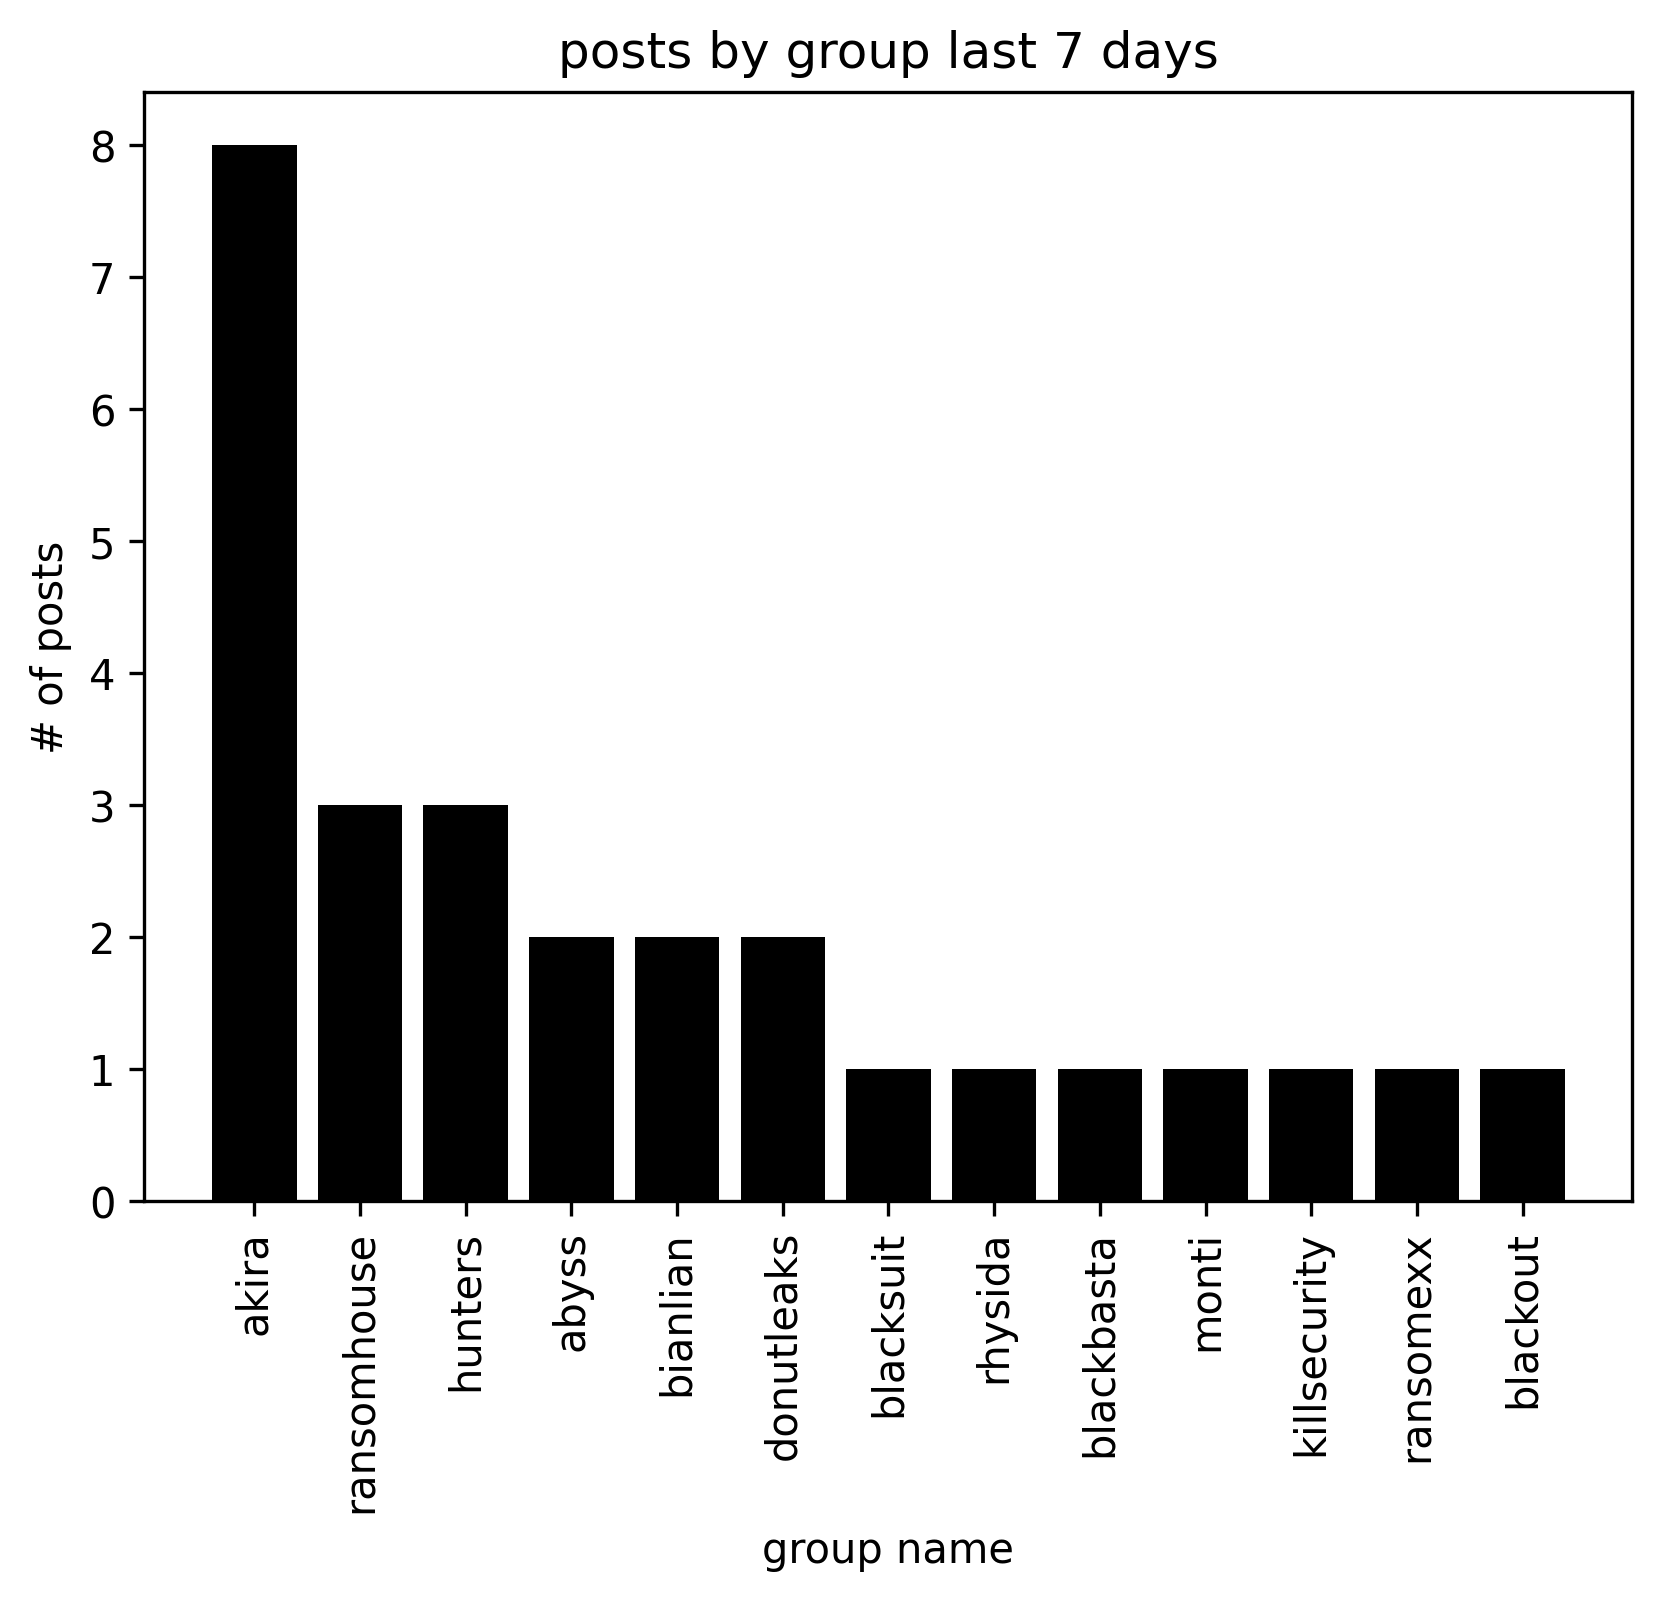 posts by group last 7 days
# of posts
8
7
6
5
4
3
2
1
0
akira
ransomhouse
hunters
abyss
bianlian
donutleaks
blacksuit
rhysida
blackbasta
monti
killsecurity
ransomexx
blackout
group name